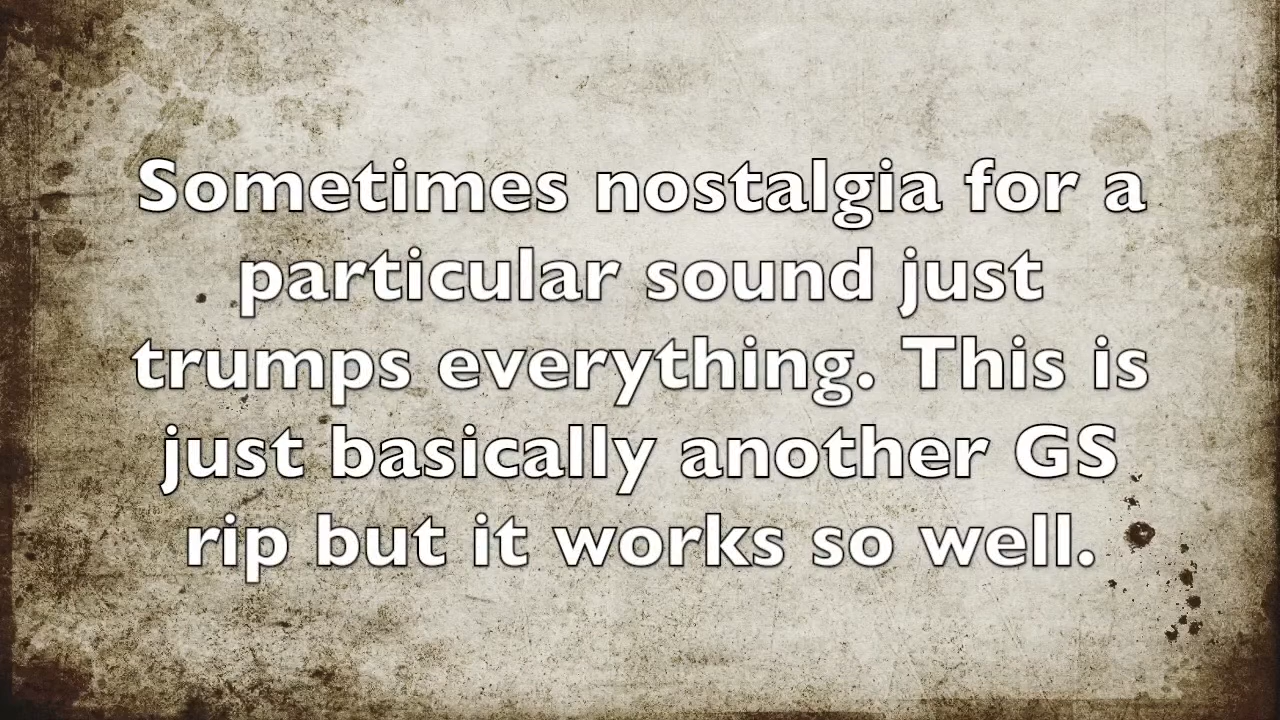 Sometimes nostalgia for a
particular sound just
trumps everything. This is
just basically another GS
rip but it works so well.